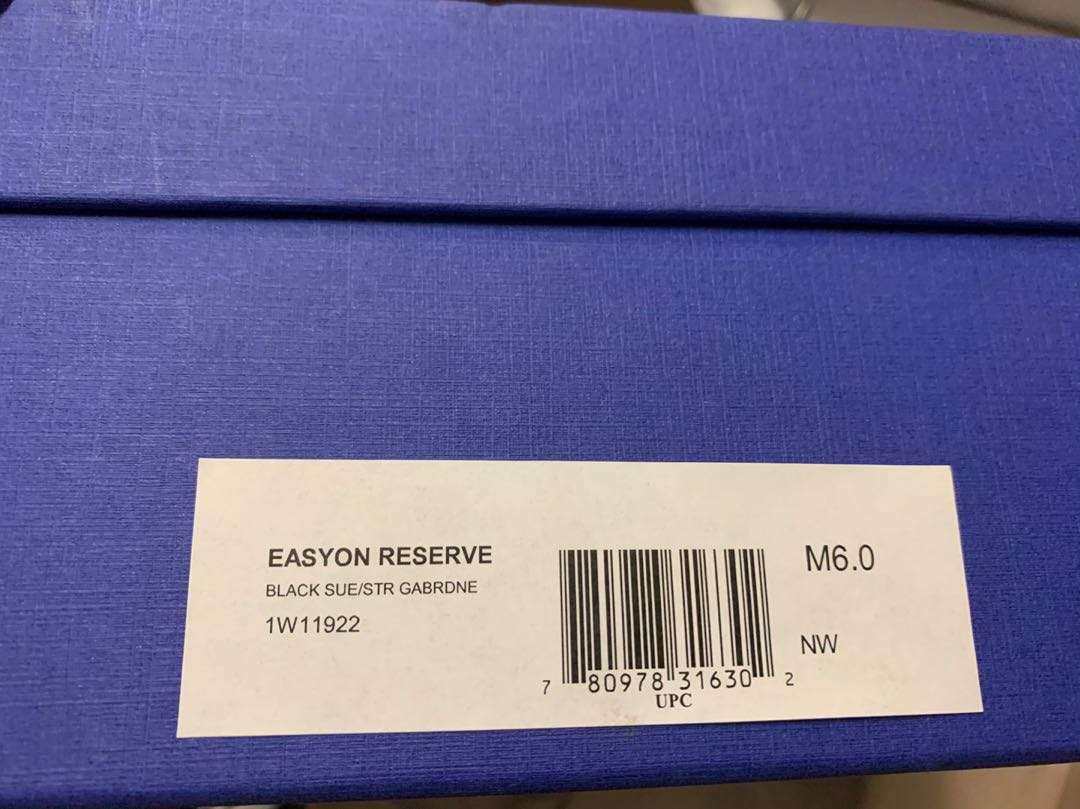 EASYON RESERVE
BLACK SUE/STR GABRDNE
1W11922
7 80978 31630 2
UPC
M6.0
NW